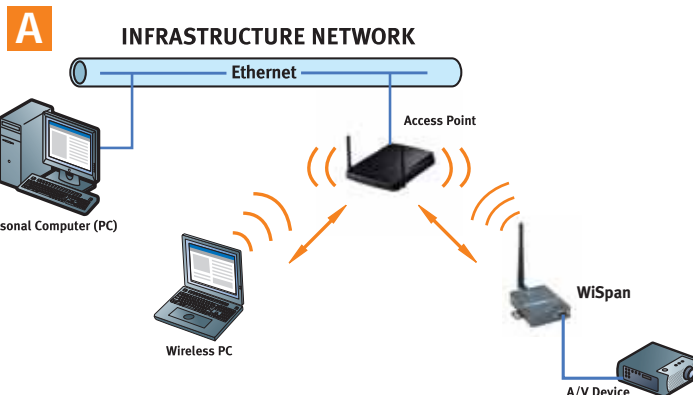 A
INFRASTRUCTURE NETWORK
Ethernet
Access Point
sonal Computer (PC)
Wireless PC
WiSpan
A/V Device